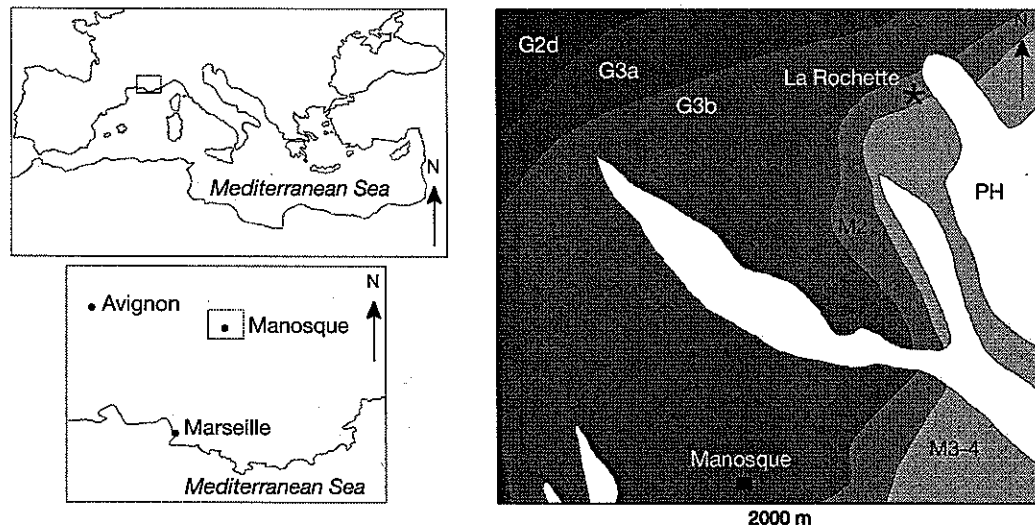 Mediterranean Sea
N
Avignon
Manosque
Marseille
Mediterranean Sea
N
G2d
G3a
G3b
La Rochette
N
M2
PH
Manosque
M3-4
2000 m